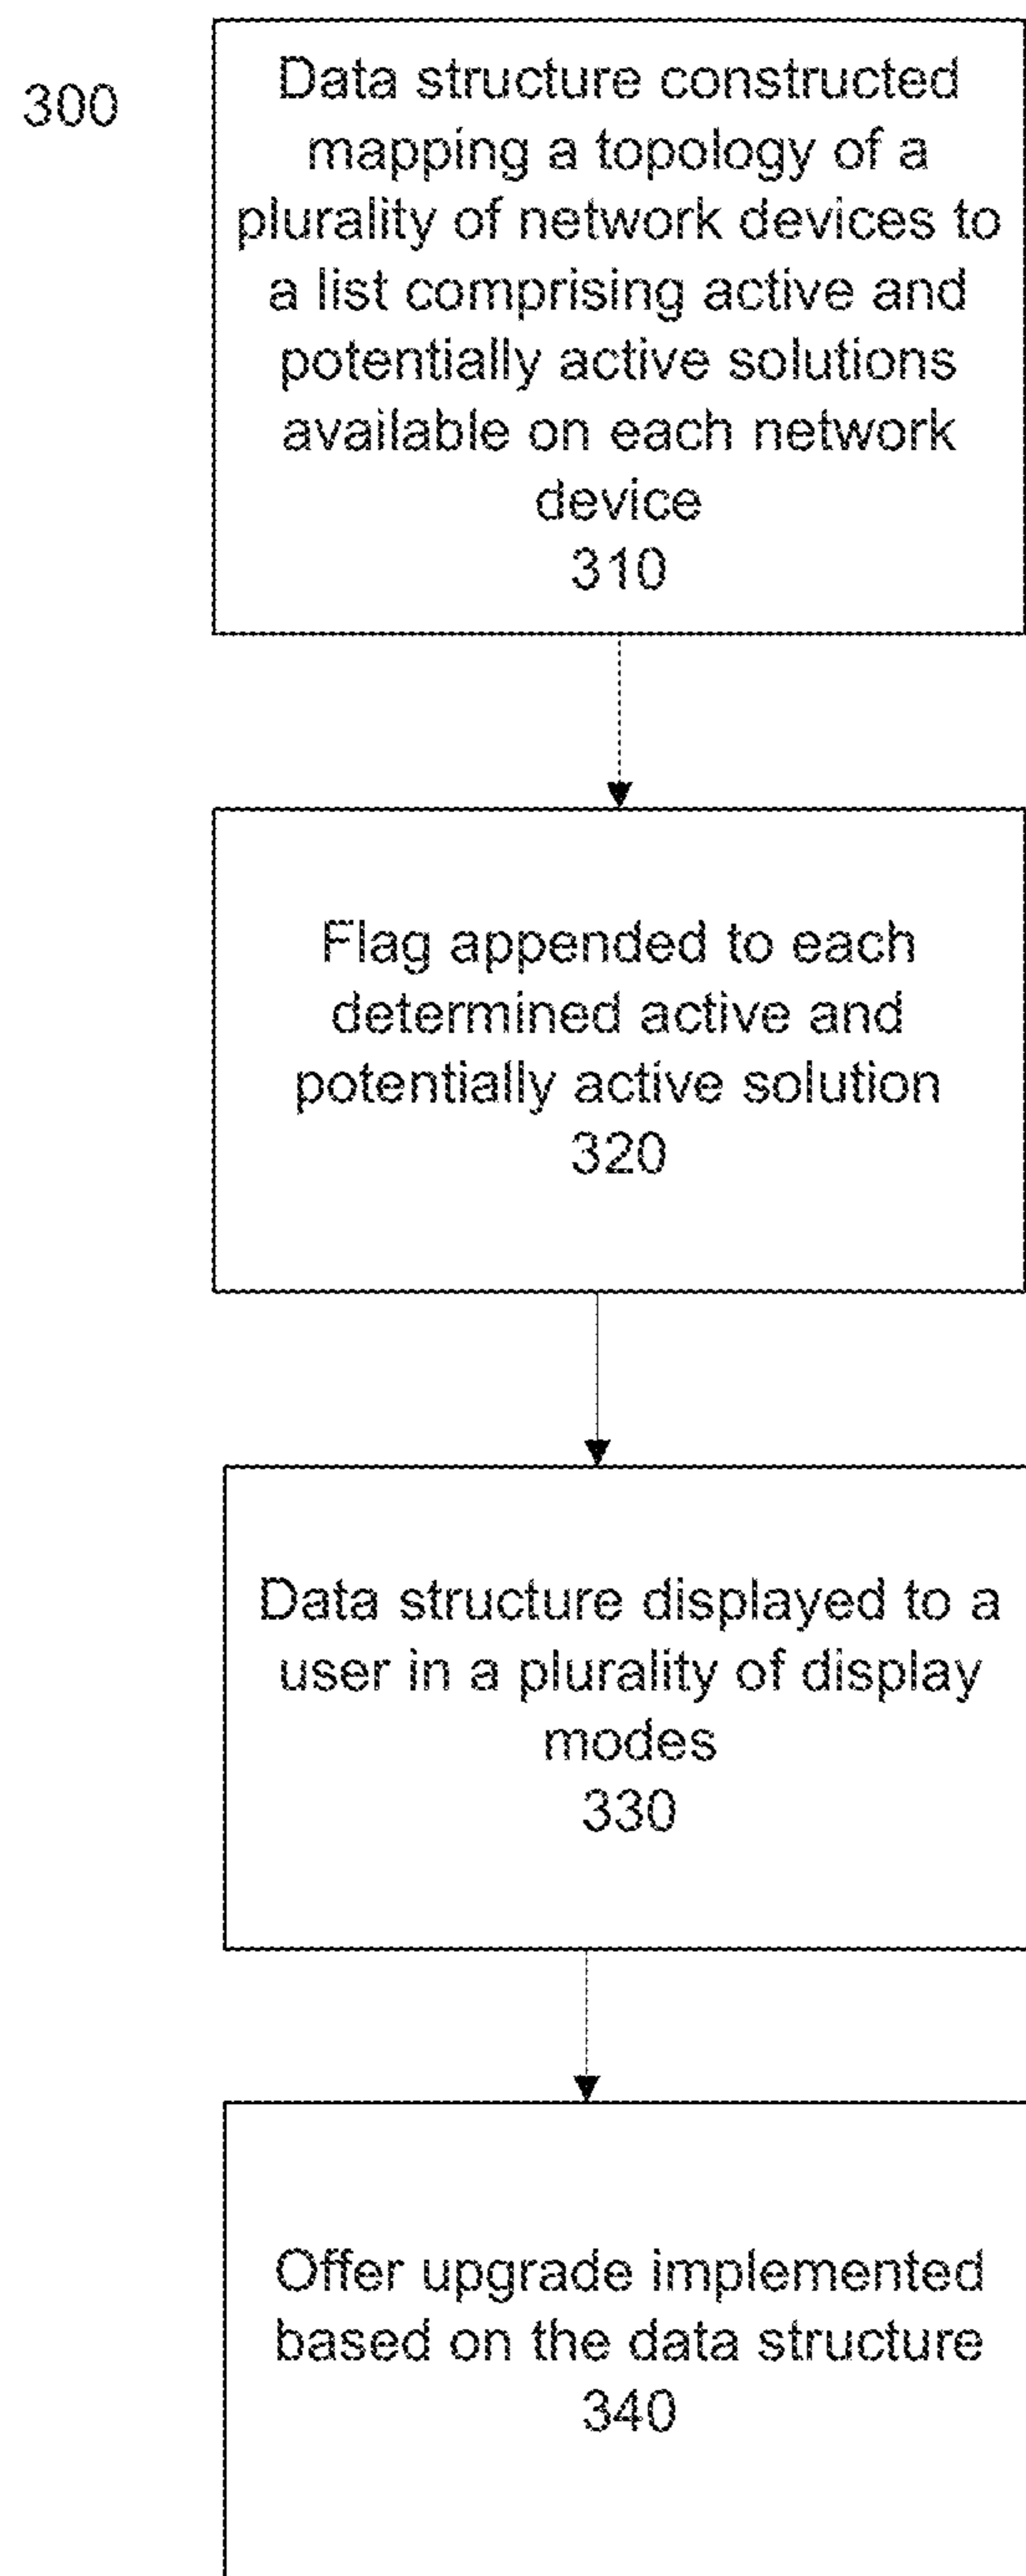 300
Data structure constructed
mapping a topology of a
plurality of network devices to
a list comprising active and
potentially active solutions
available on each network
device
310
Flag appended to each
determined active and
potentially active solution
320
Data structure displayed to a
user in a plurality of display
modes
330
Offer upgrade implemented
based on the data structure
340